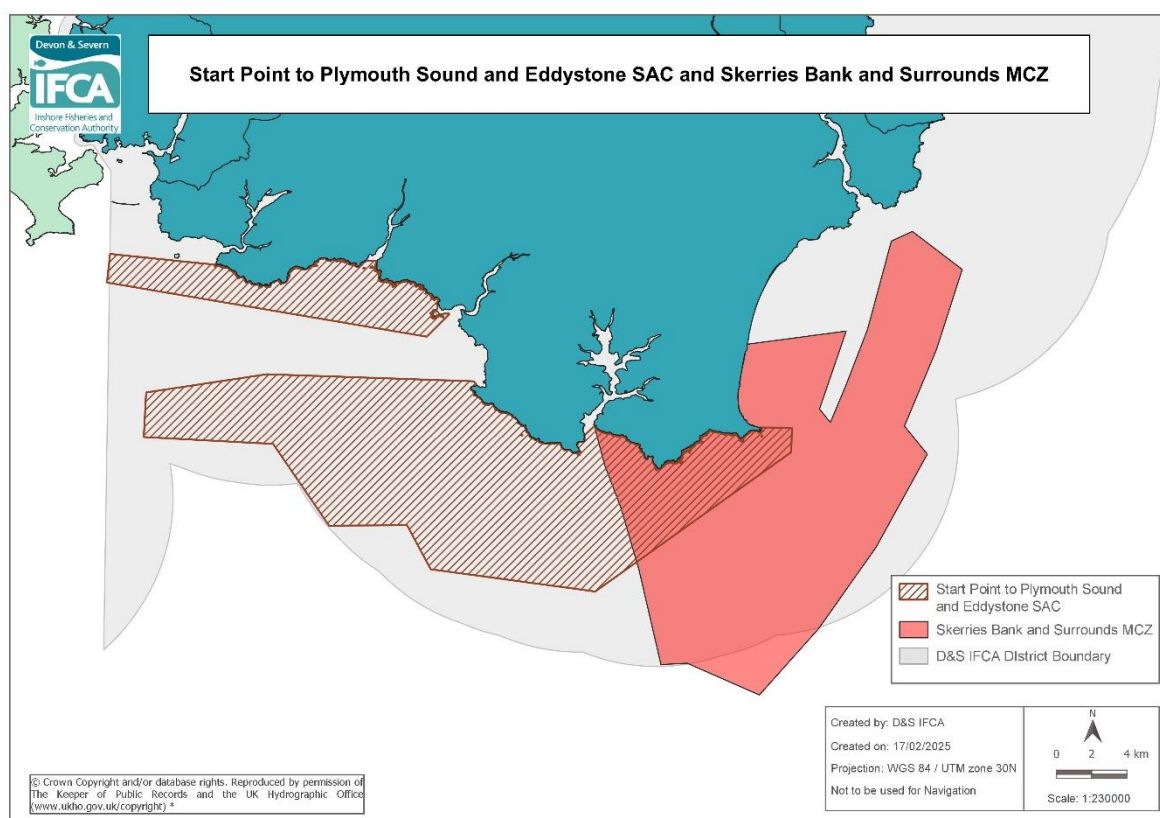 Devon & Severn
IFCA
Inshore Fisheries and
Conservation Authority
Start Point to Plymouth Sound and Eddystone SAC and Skerries Bank and Surrounds MCZ
Start Point to Plymouth Sound
and Eddystone SAC
Skerries Bank and Surrounds MCZ
D&S IFCA DIstrict Boundary
Created by: D&S IFCA
Created on: 17/02/2025
Projection: WGS 84 / UTM zone 30N
Not to be used for Navigation
N
0 2 4 km
Scale: 1:230000
© Crown Copyright and/or database rights. Reproduced by permission of
The Keeper of Public Records and the UK Hydrographic Office
(www.ukho.gov.uk/copyright) *